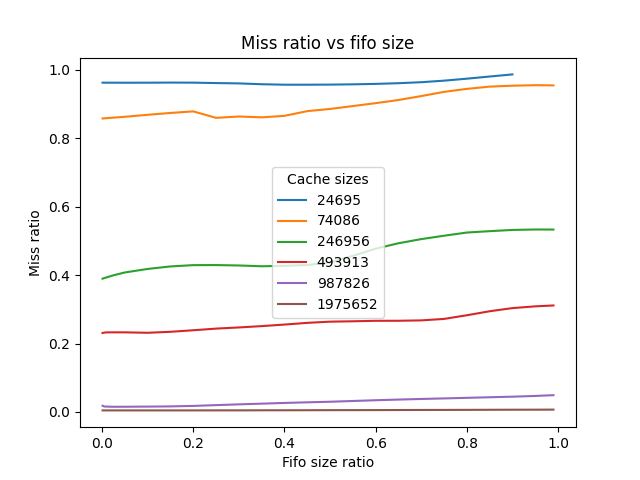 Miss ratio vs fifo size
Miss ratio
1.0
0.8
0.6
0.4
0.2
0.0
Cache sizes
24695
74086
246956
493913
987826
1975652
0.0 0.2 0.4 0.6 0.8 1.0
Fifo size ratio